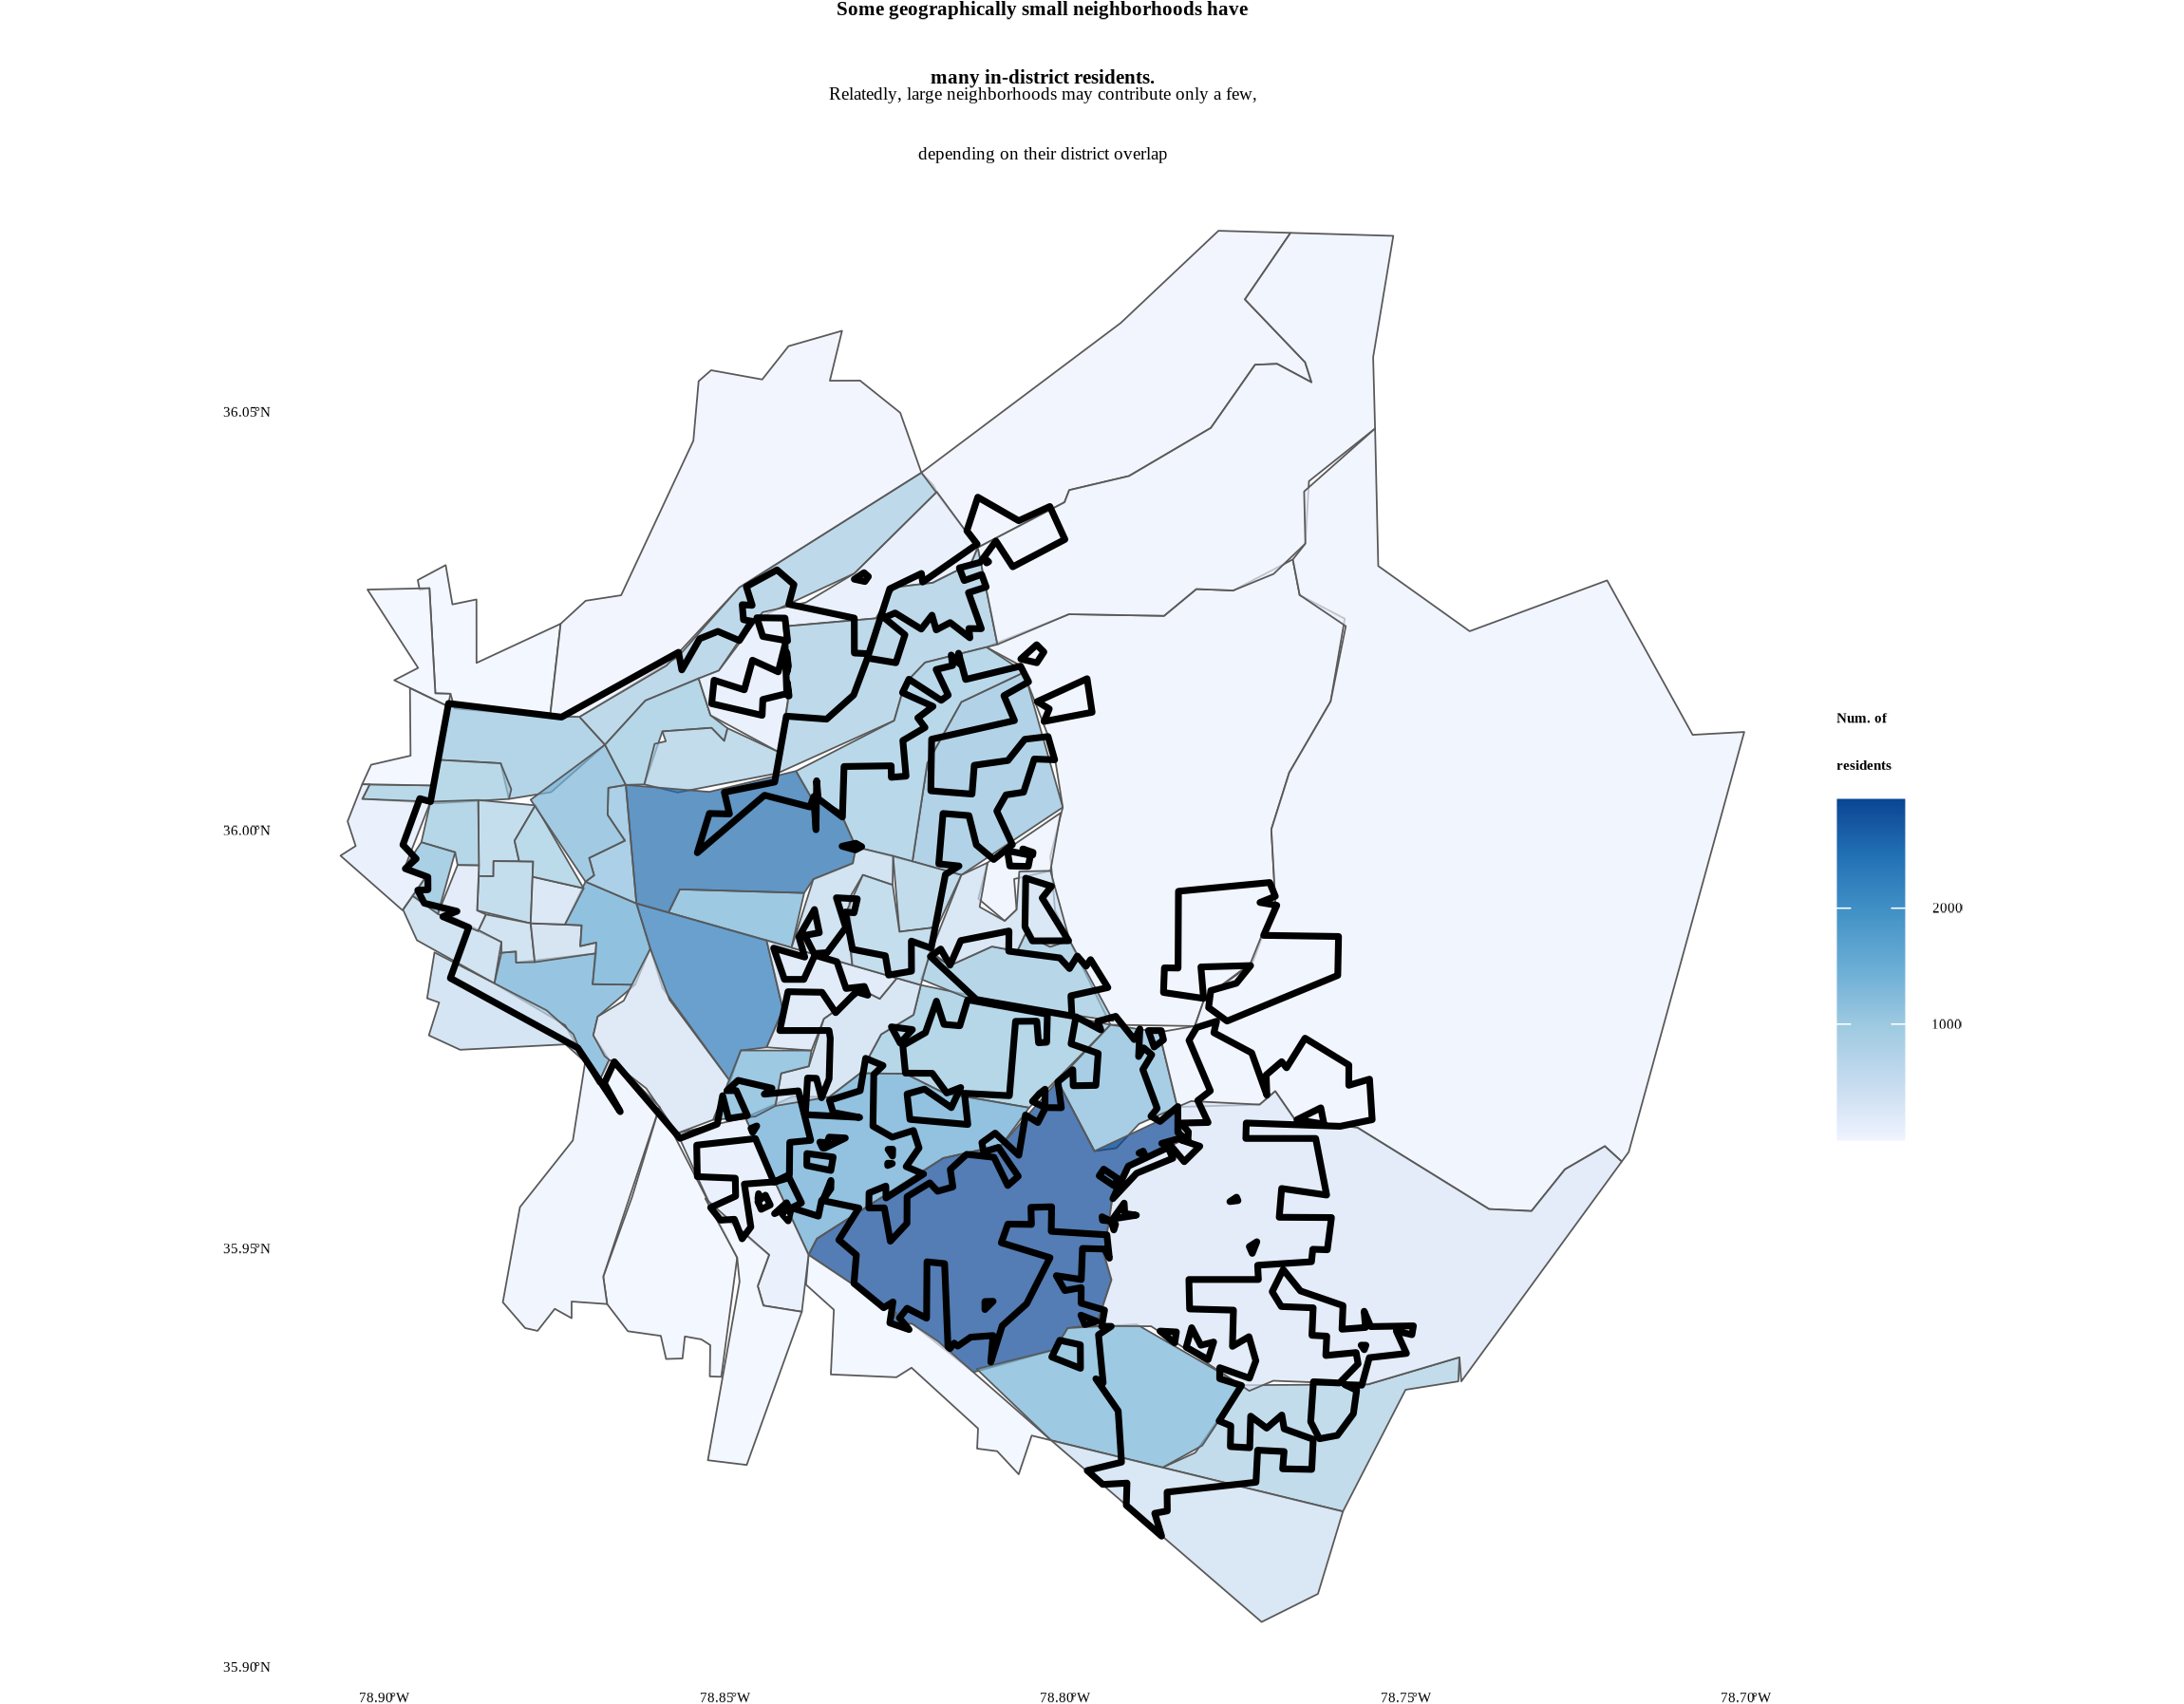 Some geographically small neighborhoods have
many in-district residents.
Relatedly, large neighborhoods may contribute only a few,
depending on their district overlap
36.05°N
36.00°N
35.95°N
35.90°N
78.90°W
78.85°W
78.80°W
78.75°W
78.70°W
Num. of
residents
2000
1000